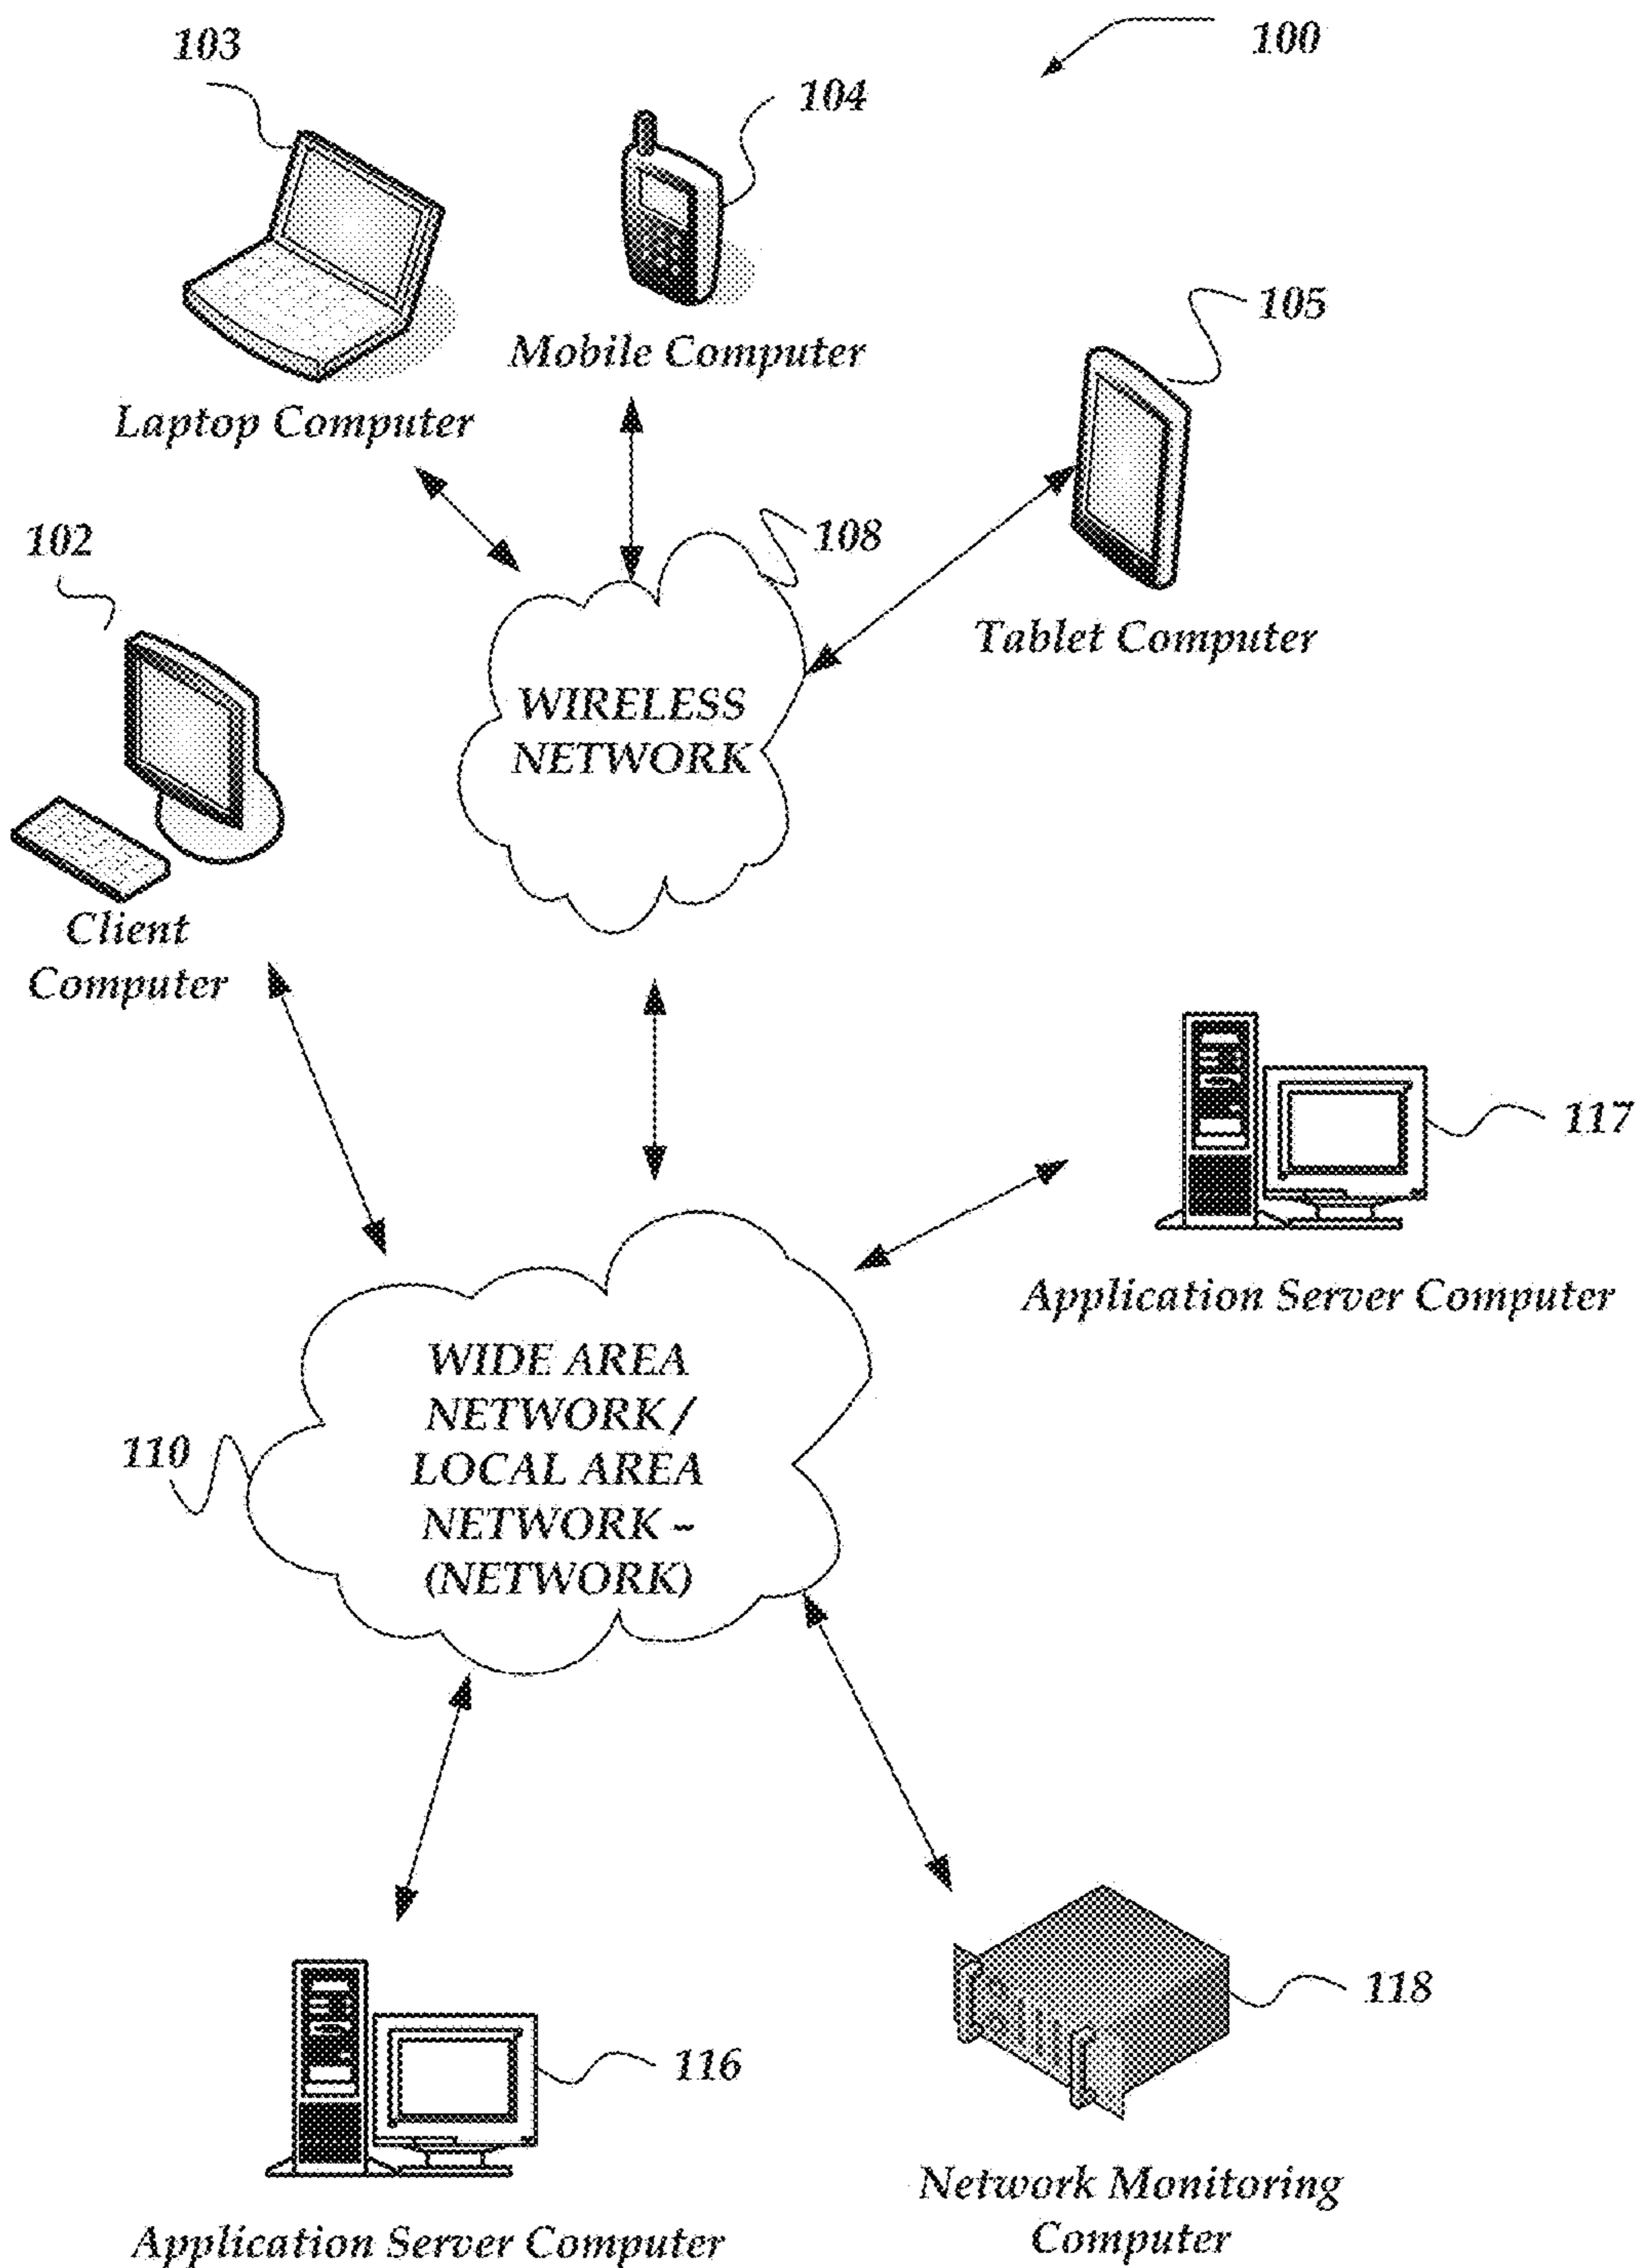 100
103
104
105
Mobile Computer
Laptop Computer
102
108
Tablet Computer
WIRELESS
NETWORK
Client
Computer
117
Application Server Computer
WIDE AREA
NETWORK /
LOCAL AREA
NETWORK -
(NETWORK)
110
118
116
Network Monitoring
Computer
Application Server Computer